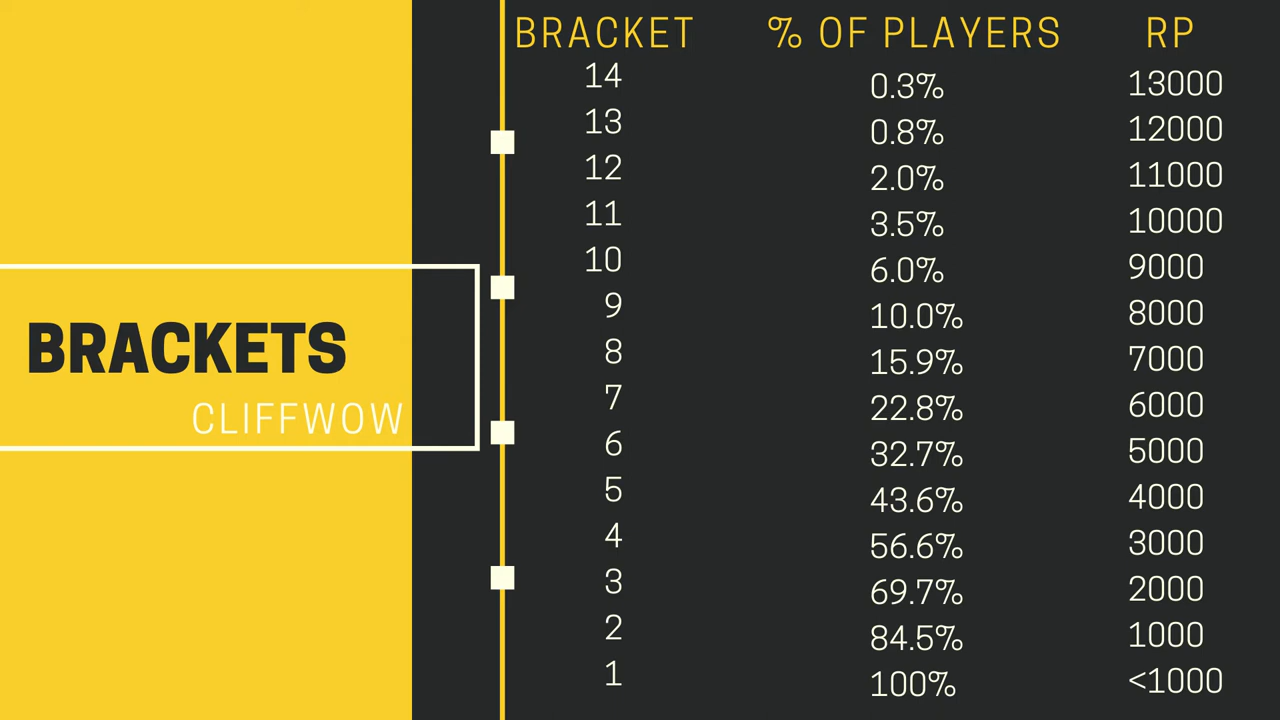 BRACKETS
CLIFFWOW
BRACKET % OF PLAYERS RP
14 0.3% 13000
13 0.8% 12000
12 2.0% 11000
11 3.5% 10000
10 6.0% 9000
9 10.0% 8000
8 15.9% 7000
7 22.8% 6000
6 32.7% 5000
5 43.6% 4000
4 56.6% 3000
3 69.7% 2000
2 84.5% 1000
1 100% <1000